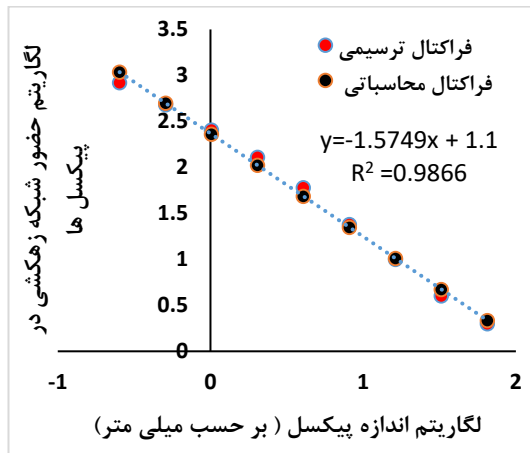 لگاریتم حضور شبکه زهکشی در
پیکسل ها
3.5
3
2.5
2
1.5
1
0.5
0
-1
0
1
2
فراکتال ترسیمی
فراکتال محاسباتی
y=-1.5749x + 1.1
R² =0.9866
لگاریتم اندازه پیکسل ( بر حسب میلی متر)